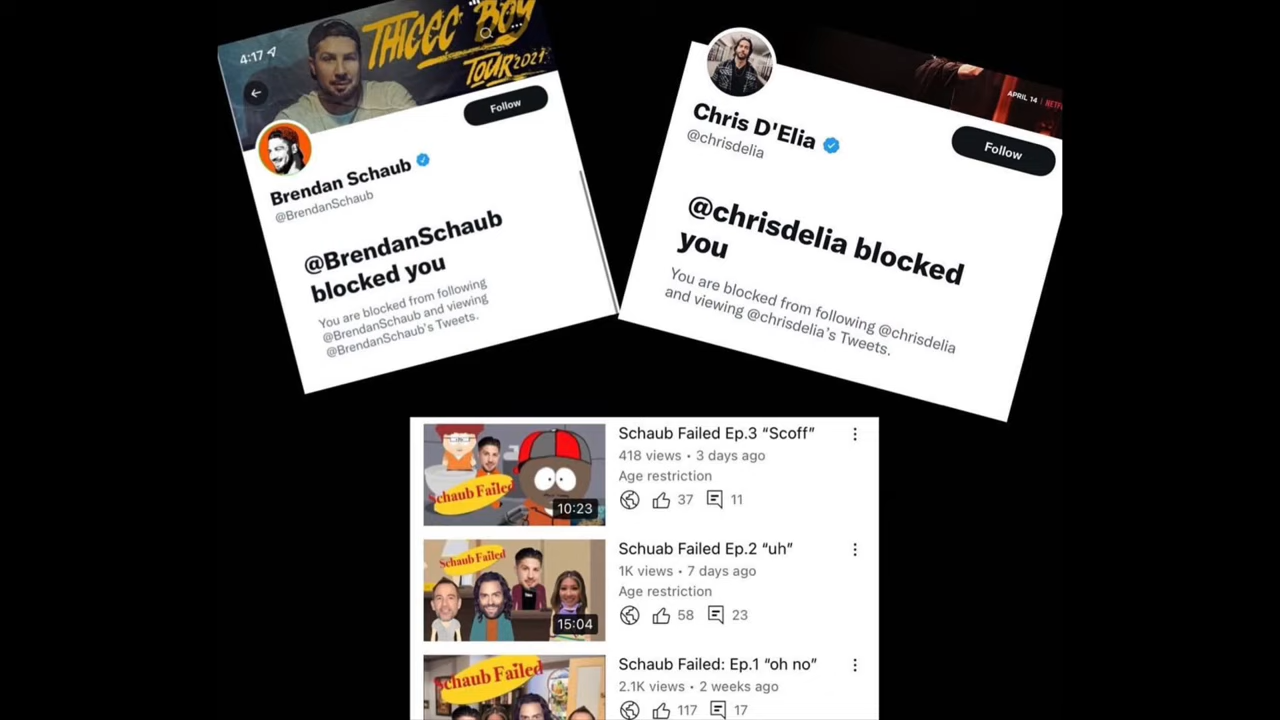 4:17
THICCC BOY
TOUR 2021
Follow
Brendan Schaub
@BrendanSchaub
@BrendanSchaub
blocked you
You are blocked from following
@BrendanSchaub and viewing
@BrendanSchaub's Tweets.
APRIL 14 | NETF
Follow
Chris D'Elia
@chrisdelia
@chrisdelia blocked
you
You are blocked from following @chrisdelia
and viewing @chrisdelia's Tweets.
Schaub Failed
10:23
Schaub Failed Ep.3 “Scoff”
418 views • 3 days ago
Age restriction
37 11
Schaub Failed
15:04
Schuab Failed Ep.2 “uh”
1K views • 7 days ago
Age restriction
58 23
Schaub Failed
Schaub Failed: Ep.1 “oh no”
2.1K views • 2 weeks ago
117 17